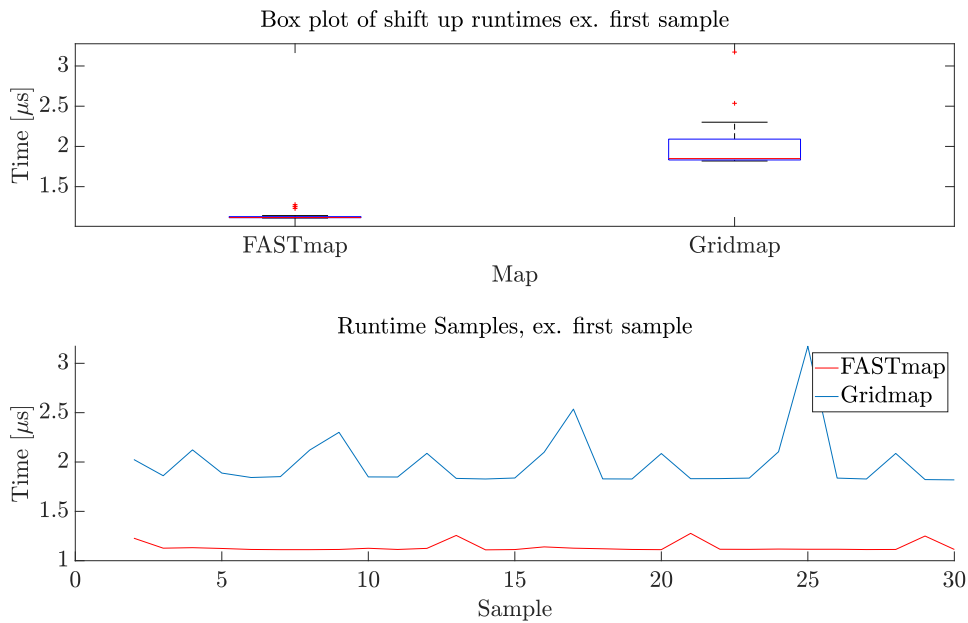 Box plot of shift up runtimes ex. first sample
3
2.5
2
1.5
Time [μs]
FASTmap
Gridmap
Map
Runtime Samples, ex. first sample
3
2.5
2
1.5
1
Time [μs]
FASTmap
Gridmap
0 5 10 15 20 25 30
Sample